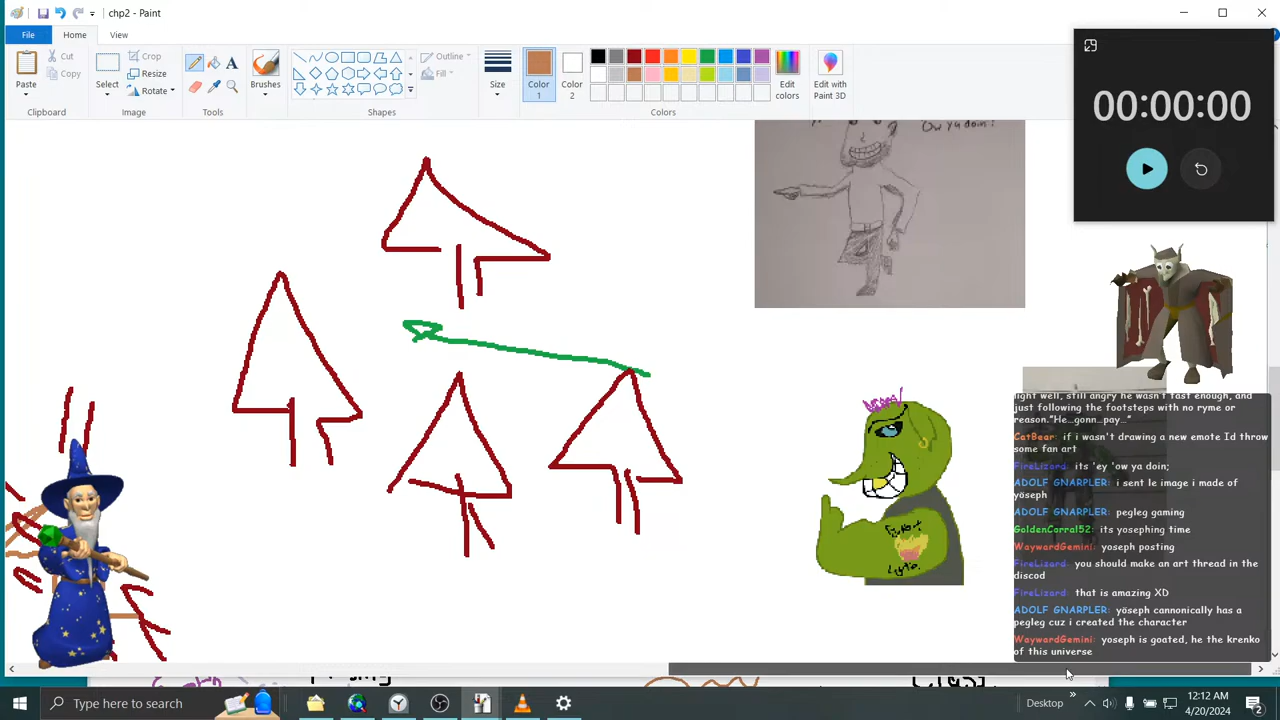 chp2 - Paint
File
Home
View
Paste
Cut
Copy
Clipboard
Select
Crop
Resize
Rotate
Image
A
Tools
Brushes
Outline
Fill
Shapes
Size
Color
1
Color
2
Edit
colors
Edit with
Paint 3D
Colors
00:00:00
'Ow ya doin;
light well, still angry he wasn't fast enough, and
just following the footsteps with no ryme or
reason."He...gonn...pay..."
CatBear: if i wasn't drawing a new emote Id throw
some fan art
FireLizard: its 'ey 'ow ya doin;
ADOLF GNARPLER: i sent le image i made of
yöseph
ADOLF GNARPLER: pegleg gaming
GoldenCorral52: its yosephing time
WaywardGemini: yoseph posting
FireLizard: you should make an art thread in the
discod
FireLizard: that is amazing XD
ADOLF GNARPLER: yöseph cannonically has a
pegleg cuz i created the character
WaywardGemini: yoseph is goated, he the krenko
of this universe
Type here to search
Desktop
12:12 AM
4/20/2024
2